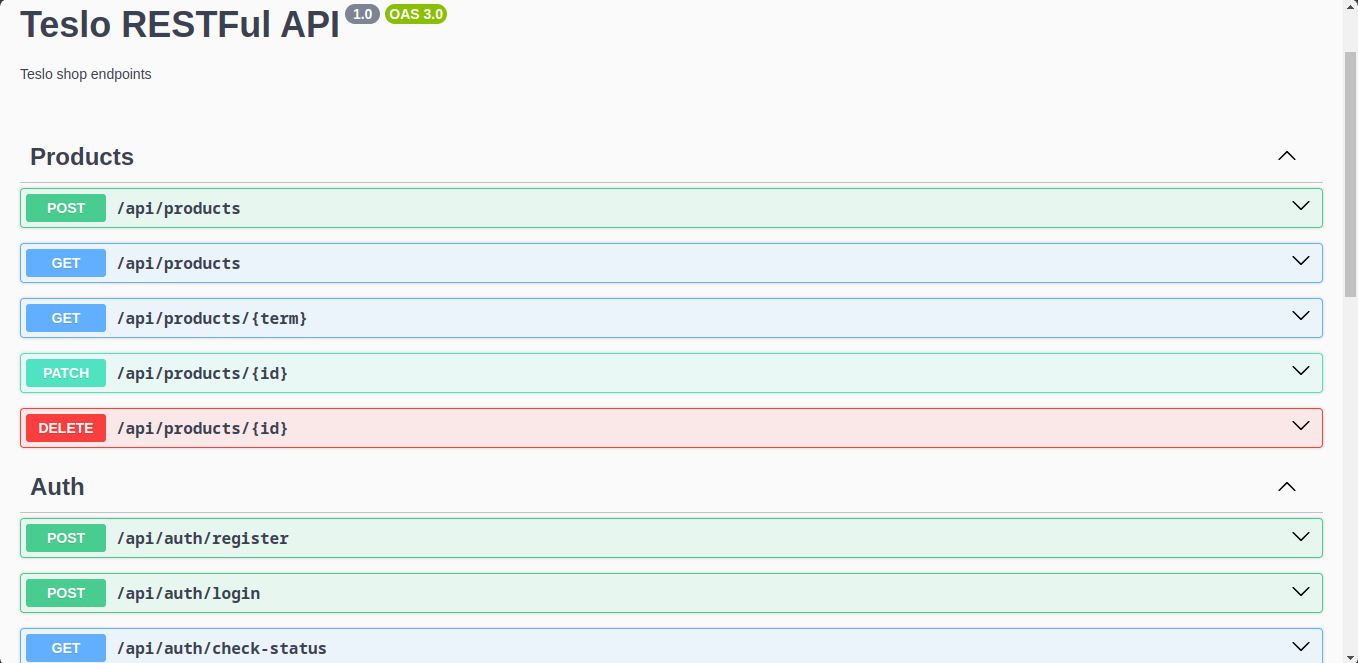 Teslo RESTFul API 1.0 OAS 3.0
Teslo shop endpoints
Products
POST /api/products
GET /api/products
GET /api/products/{term}
PATCH /api/products/{id}
DELETE /api/products/{id}
Auth
POST /api/auth/register
POST /api/auth/login
GET /api/auth/check-status